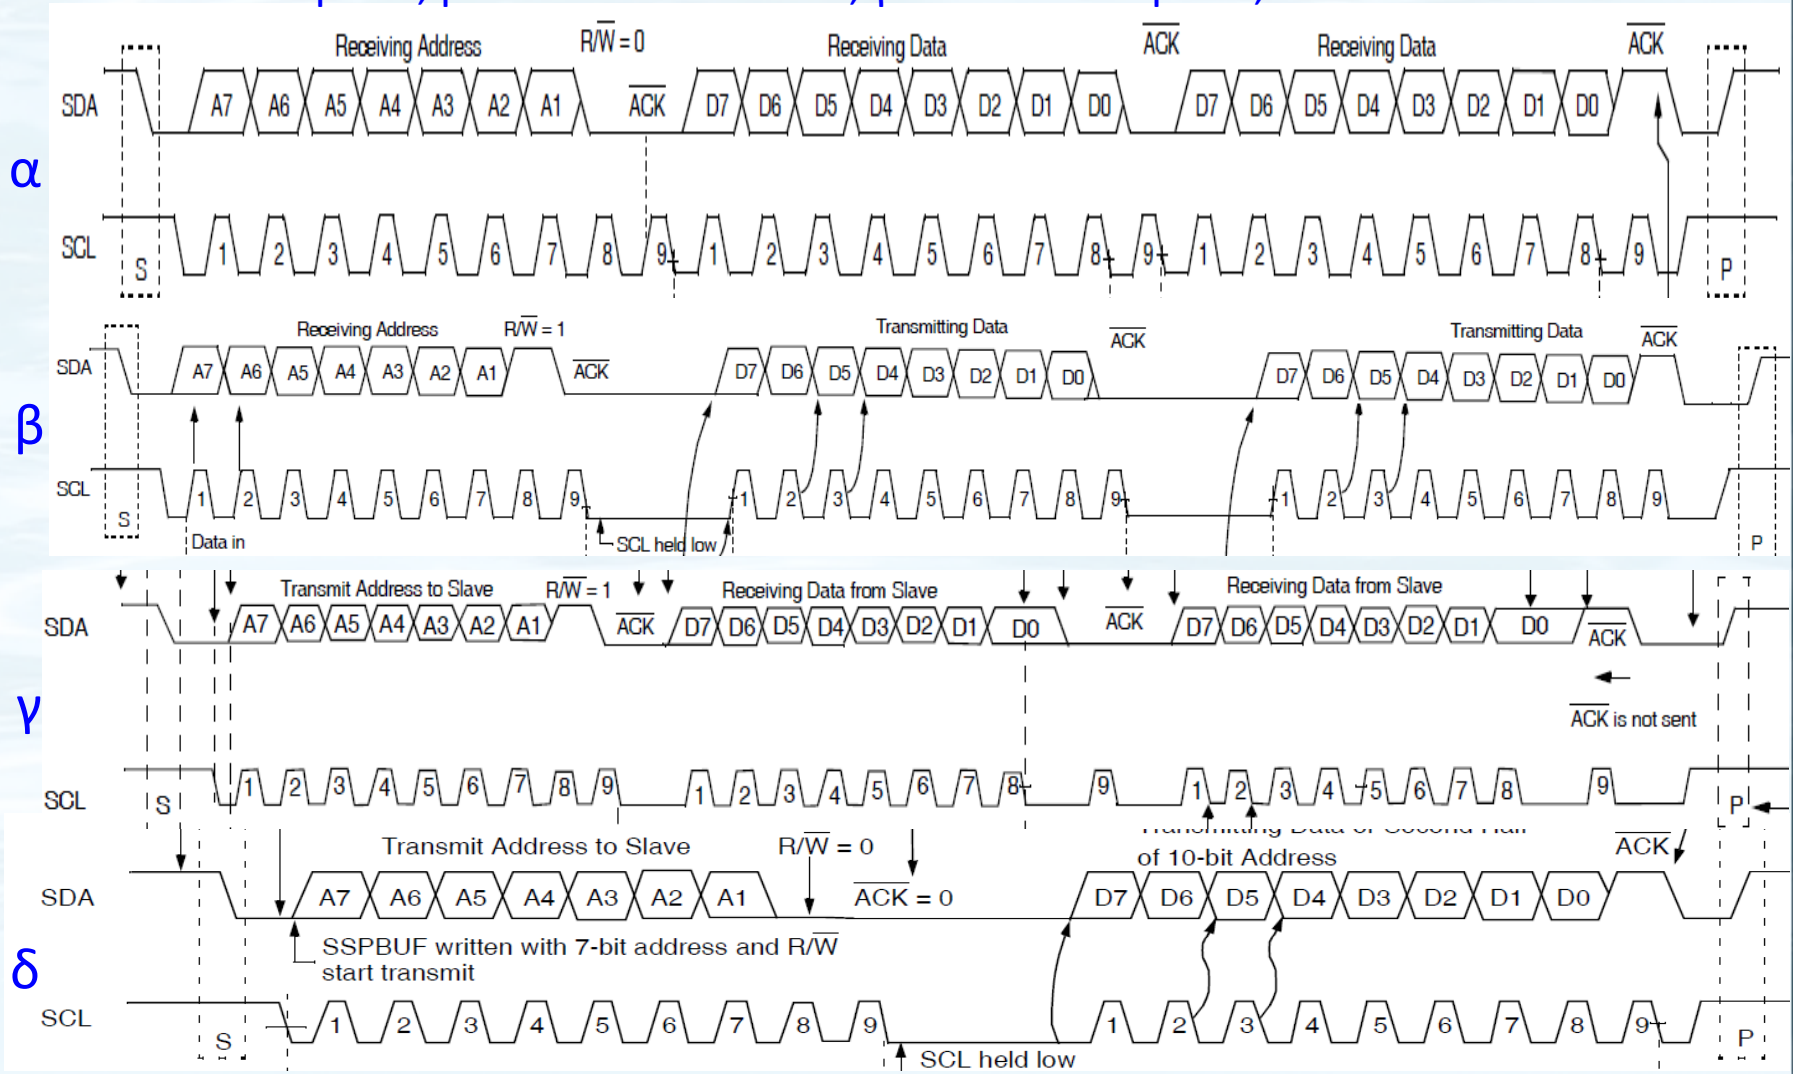 Receiving Address R/W = 0 Receiving Data ACK Receiving Data ACK
SDA A7 A6 A5 A4 A3 A2 A1 ACK D7 D6 D5 D4 D3 D2 D1 D0 D7 D6 D5 D4 D3 D2 D1 D0
α
SCL S 1 2 3 4 5 6 7 8 9 1 2 3 4 5 6 7 8 9 1 2 3 4 5 6 7 8 9 P
Receiving Address R/W = 1 Transmitting Data ACK Transmitting Data ACK
SDA A7 A6 A5 A4 A3 A2 A1 ACK D7 D6 D5 D4 D3 D2 D1 D0 D7 D6 D5 D4 D3 D2 D1 D0
β
SCL S 1 2 3 4 5 6 7 8 9 1 2 3 4 5 6 7 8 9 1 2 3 4 5 6 7 8 9 P
Data in SCL held low
Transmit Address to Slave R/W = 1 Receiving Data from Slave Receiving Data from Slave
SDA A7 A6 A5 A4 A3 A2 A1 ACK D7 D6 D5 D4 D3 D2 D1 D0 ACK D7 D6 D5 D4 D3 D2 D1 D0 ACK
γ
ACK is not sent
SCL S 1 2 3 4 5 6 7 8 9 1 2 3 4 5 6 7 8 9 1 2 3 4 5 6 7 8 9 P
Transmit Address to Slave R/W = 0 Transmitting Data or Second Half
of 10-bit Address ACK
SDA A7 A6 A5 A4 A3 A2 A1 ACK = 0 D7 D6 D5 D4 D3 D2 D1 D0
SSPBUF written with 7-bit address and R/W
start transmit
δ
SCL S 1 2 3 4 5 6 7 8 9 1 2 3 4 5 6 7 8 9 P
SCL held low